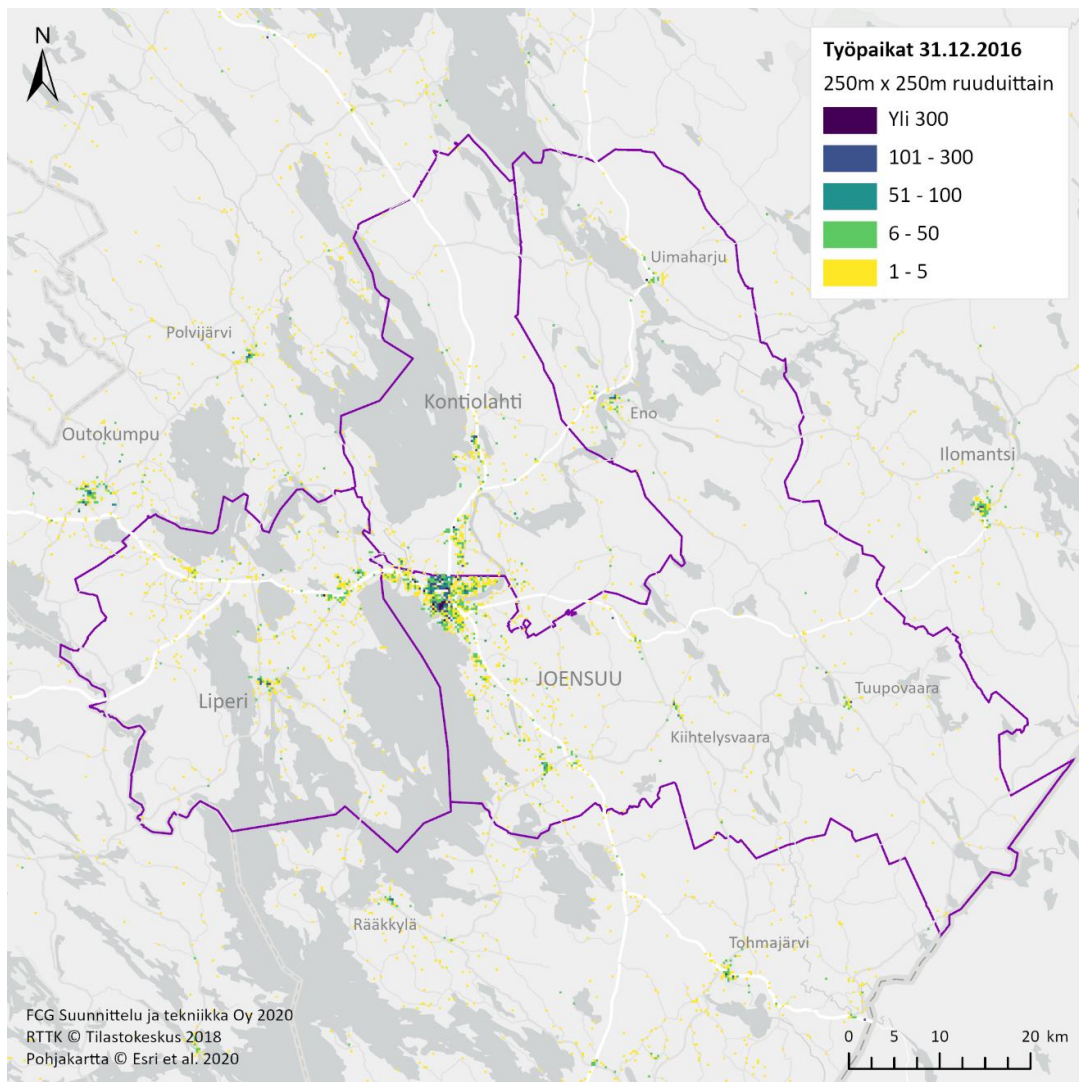 N
Työpaikat 31.12.2016
250m x 250m ruuduittain
Yli 300
101 - 300
51 - 100
6 - 50
1 - 5
Uimaharju
Polvijärvi
Kontiolahti
Eno
Outokumpu
Ilomantsi
JOENSUU
Liperi
Tuupovaara
Kiihtelysvaara
Rääkkylä
Tohmajärvi
FCG Suunnittelu ja tekniikka Oy 2020
RTTK © Tilastokeskus 2018
Pohjakartta © Esri et al. 2020
0 5 10 20 km